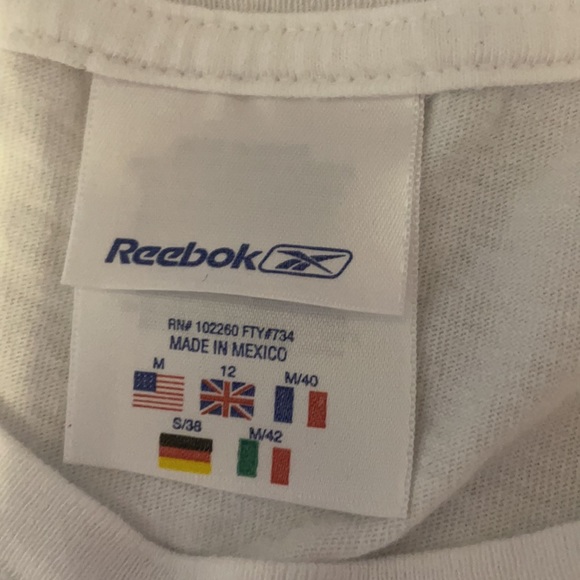 Reebok
RN# 102260 FTY#734
MADE IN MEXICO
M 12 M/40
S/38 M/42